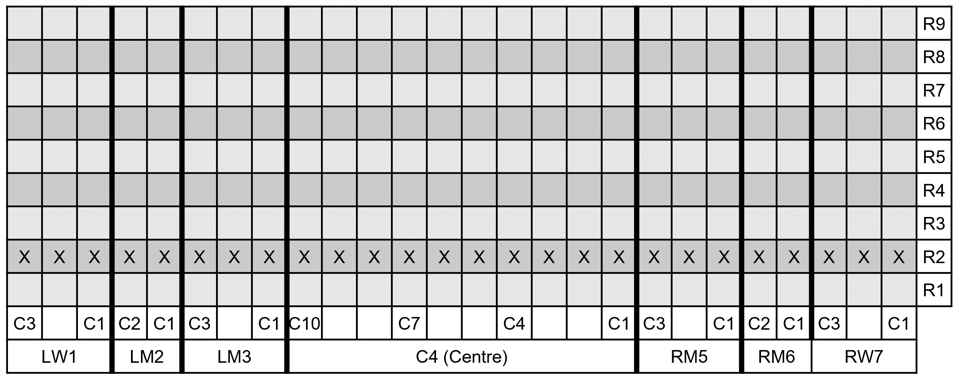 R9
R8
R7
R6
R5
R4
R3
X X X X X X X X X X X X X X X X X X X X X X X X X X R2
R1
C3 C1 C2 C1 C3 C1 C10 C7 C4 C1 C3 C1 C2 C1 C3 C1
LW1 LM2 LM3 C4 (Centre) RM5 RM6 RW7